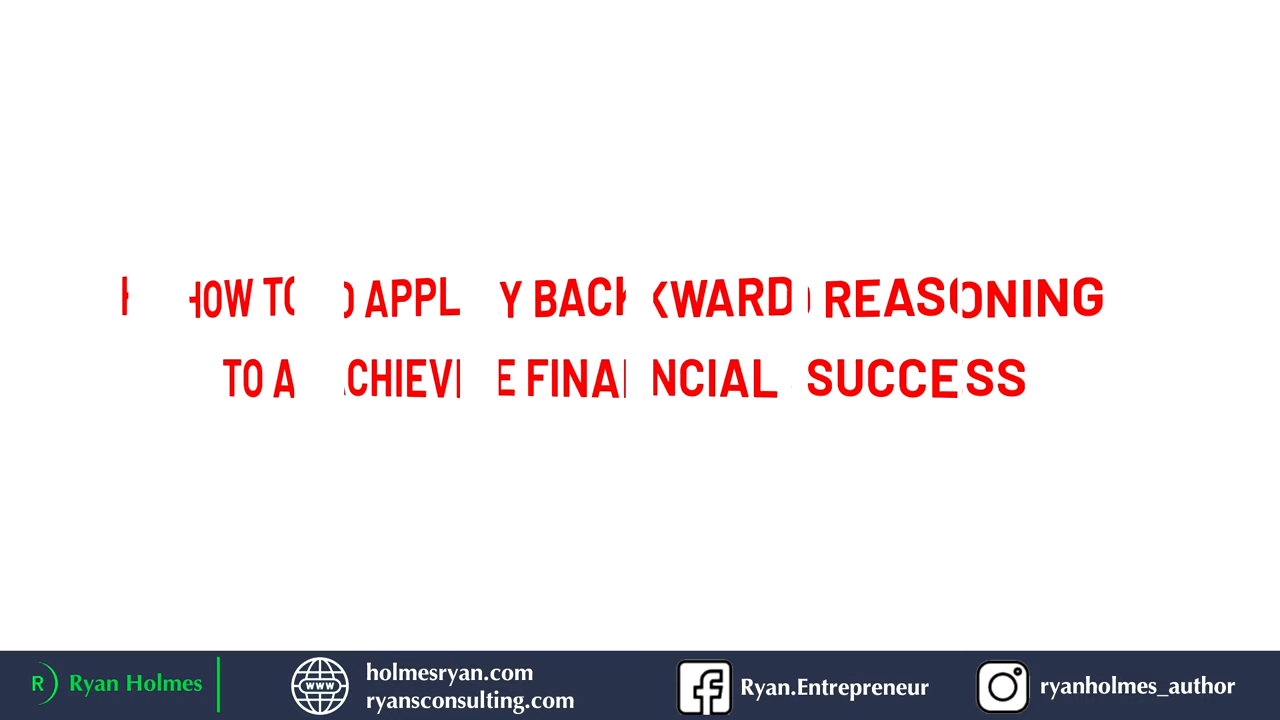 HOW TO APPLY BACKWARD REASONING
TO ACHIEVE FINANCIAL SUCCESS
R) Ryan Holmes
www
holmesryan.com
ryansconsulting.com
Ryan.Entrepreneur
ryanholmes_author